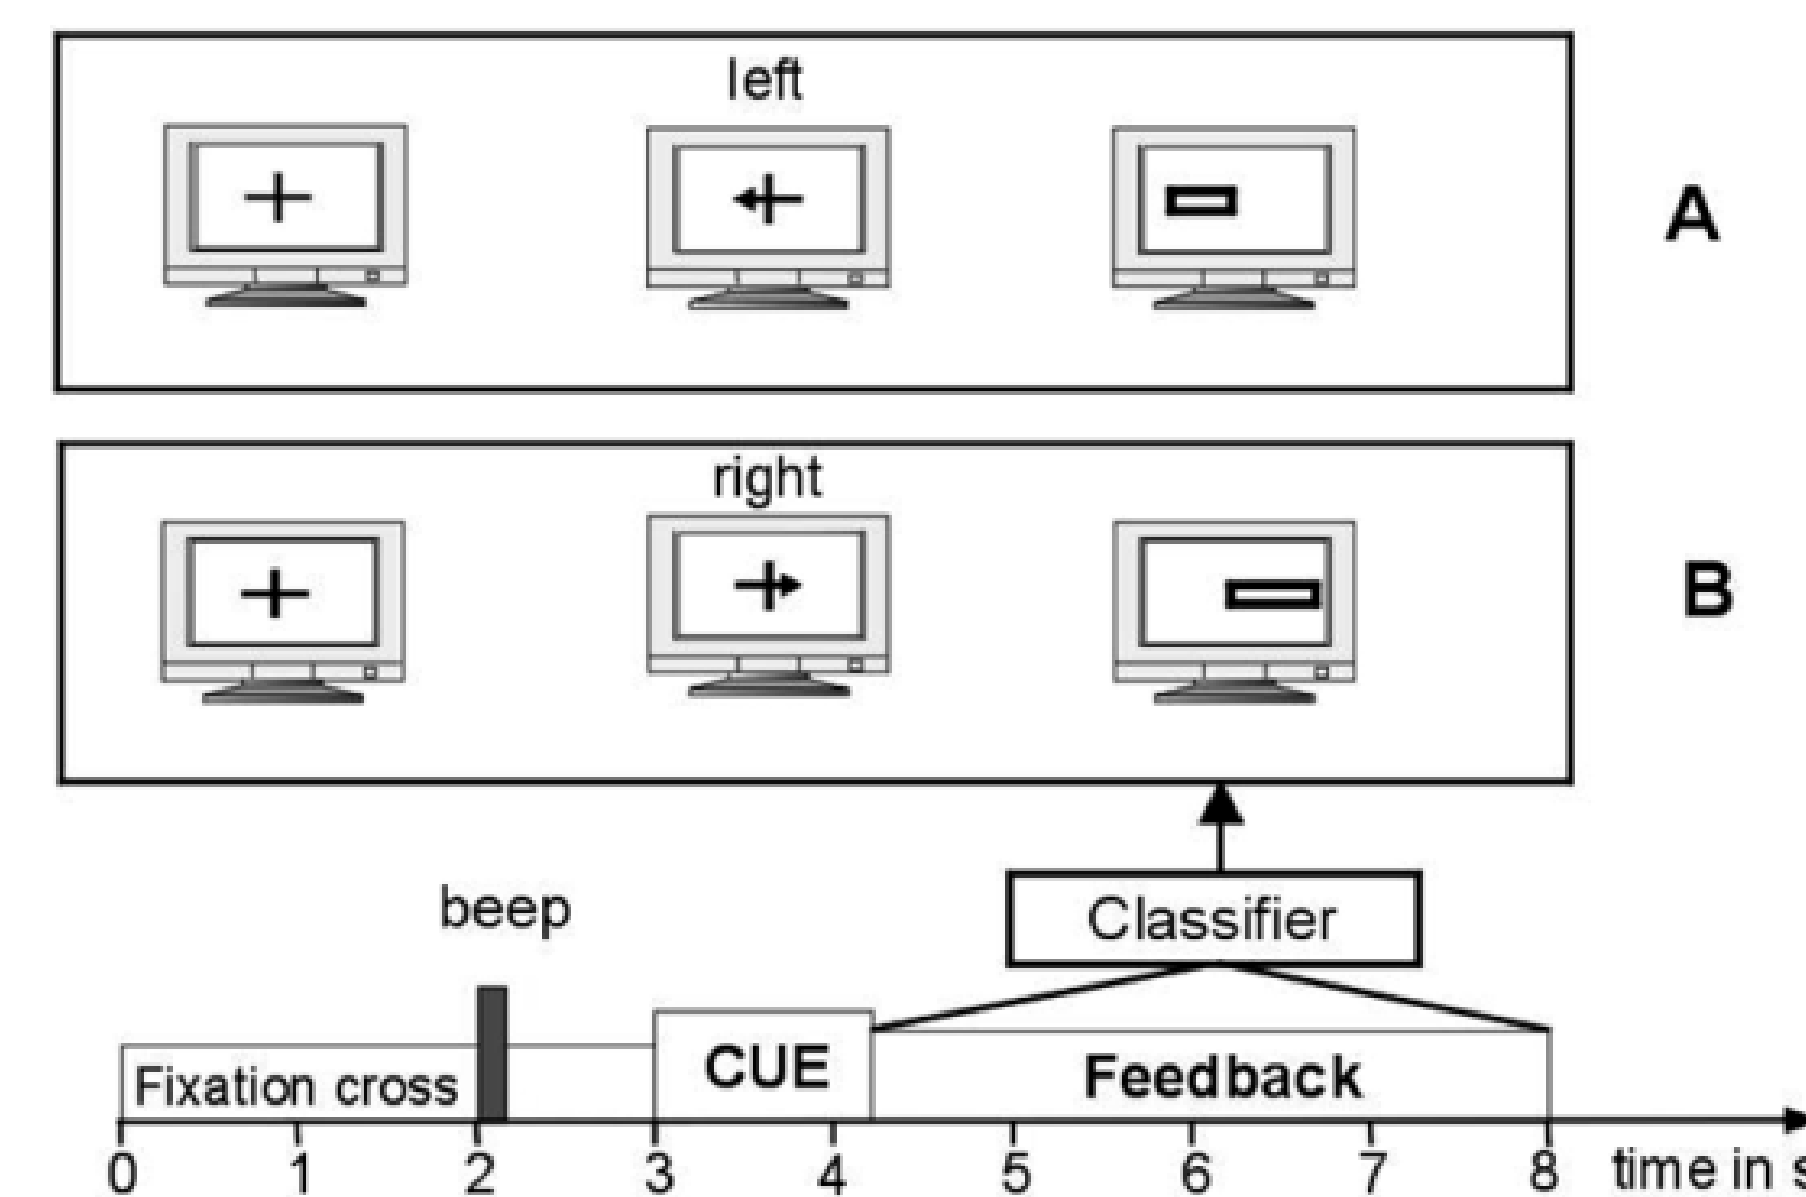 left
A
right
B
beep
Classifier
Fixation cross
CUE
Feedback
0 1 2 3 4 5 6 7 8 time in s